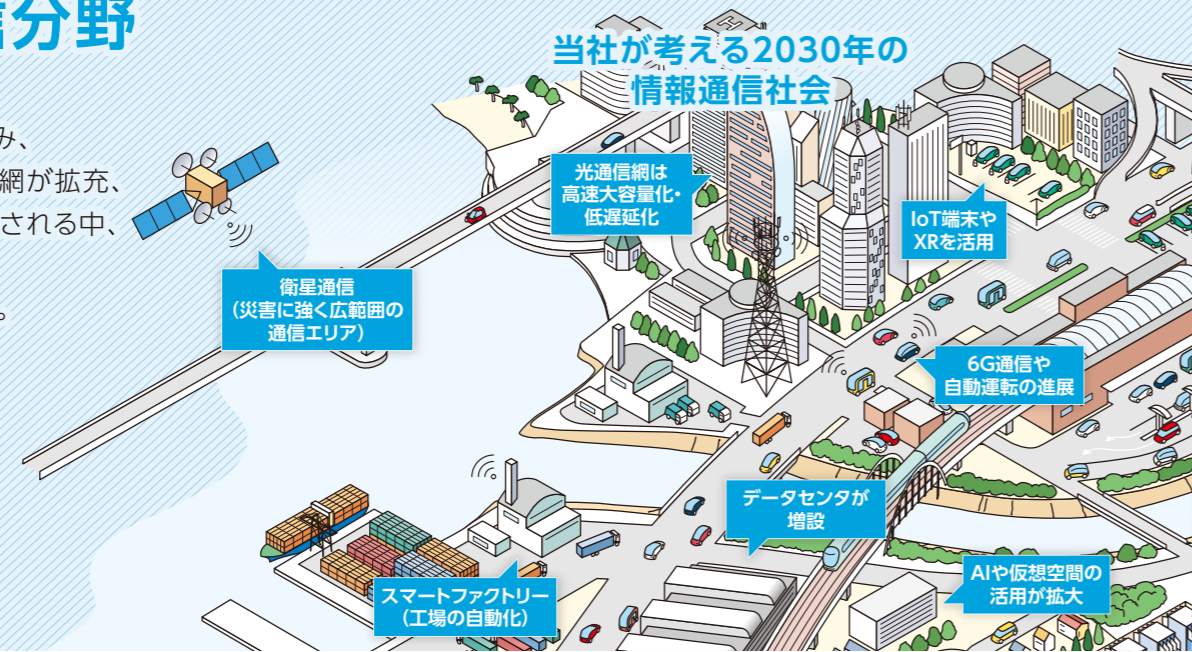 信分野
み、
網が拡充、
される中、
。
当社が考える2030年の
情報通信社会
光通信網は
高速大容量化・
低遅延化
IoT端末や
XRを活用
衛星通信
(災害に強く広範囲の
通信エリア)
6G通信や
自動運転の進展
データセンタが
増設
AIや仮想空間の
活用が拡大
スマートファクトリー
(工場の自動化)
H